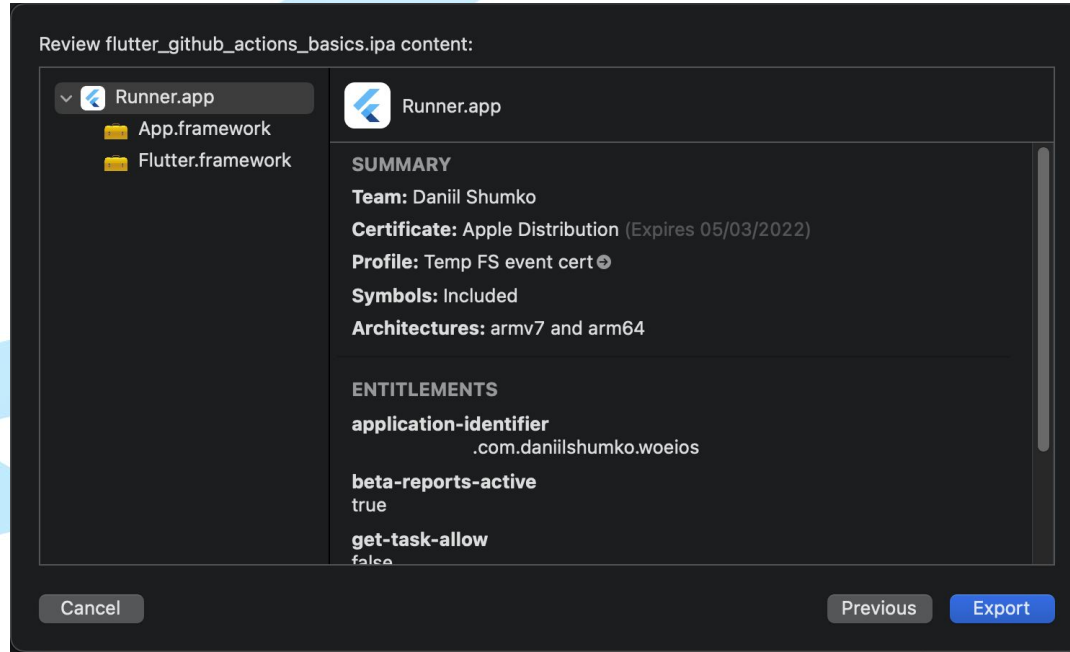 Review flutter_github_actions_basics.ipa content:
Runner.app
App.framework
Flutter.framework
Runner.app
SUMMARY
Team: Daniil Shumko
Certificate: Apple Distribution (Expires 05/03/2022)
Profile: Temp FS event cert
Symbols: Included
Architectures: armv7 and arm64
ENTITLEMENTS
application-identifier
.com.daniilshumko.woeios
beta-reports-active
true
get-task-allow
false
Cancel
Previous
Export